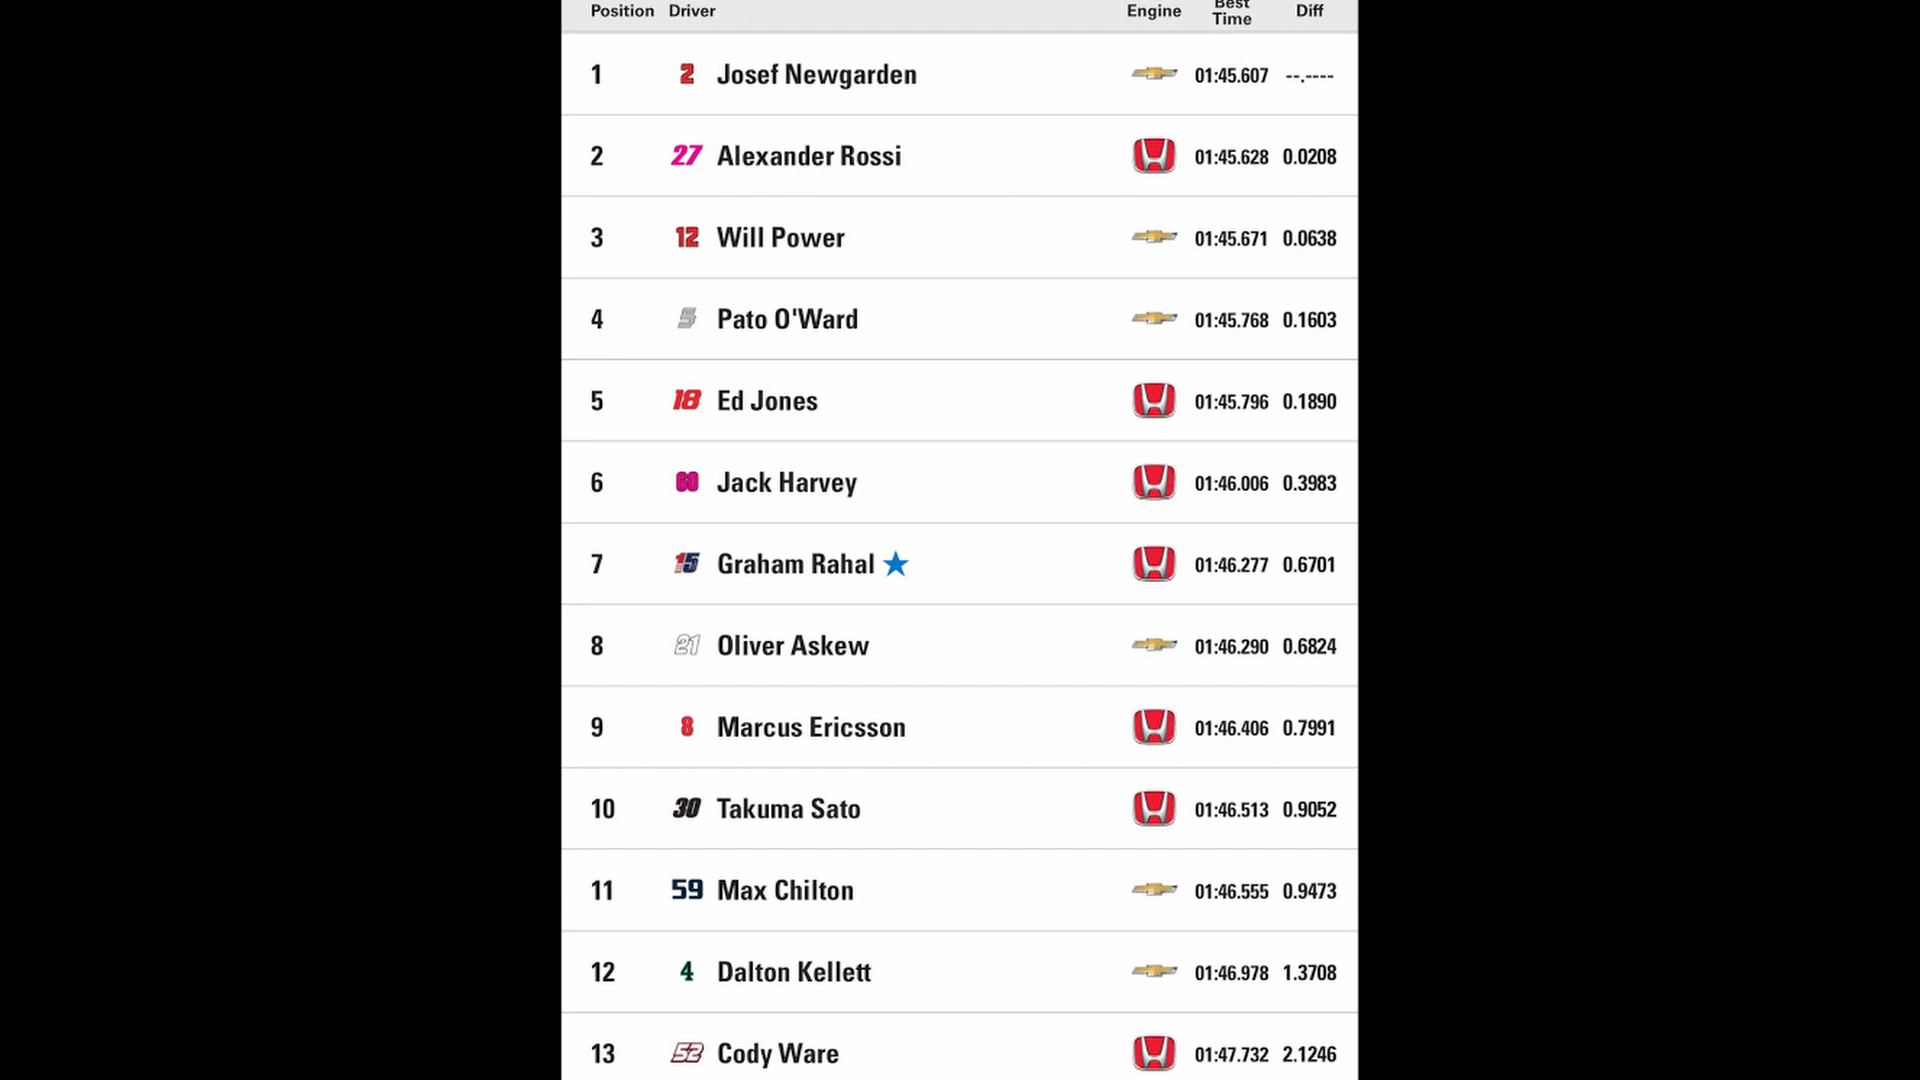 Position Driver Engine Best Time Diff
1 2 Josef Newgarden 01:45.607 --.----
2 27 Alexander Rossi 01:45.628 0.0208
3 12 Will Power 01:45.671 0.0638
4 5 Pato O'Ward 01:45.768 0.1603
5 18 Ed Jones 01:45.796 0.1890
6 60 Jack Harvey 01:46.006 0.3983
7 15 Graham Rahal 01:46.277 0.6701
8 21 Oliver Askew 01:46.290 0.6824
9 8 Marcus Ericsson 01:46.406 0.7991
10 30 Takuma Sato 01:46.513 0.9052
11 59 Max Chilton 01:46.555 0.9473
12 4 Dalton Kellett 01:46.978 1.3708
13 52 Cody Ware 01:47.732 2.1246